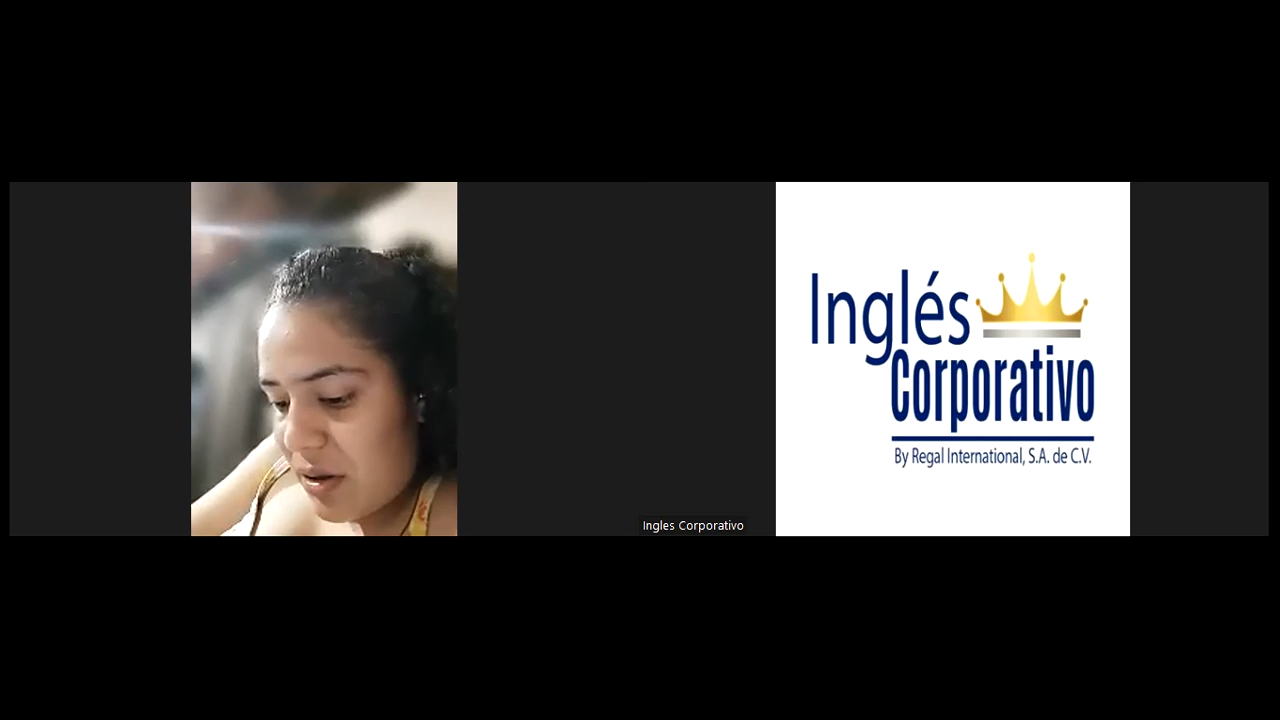 Inglés
Corporativo
By Regal International, S.A. de C.V.
Ingles Corporativo